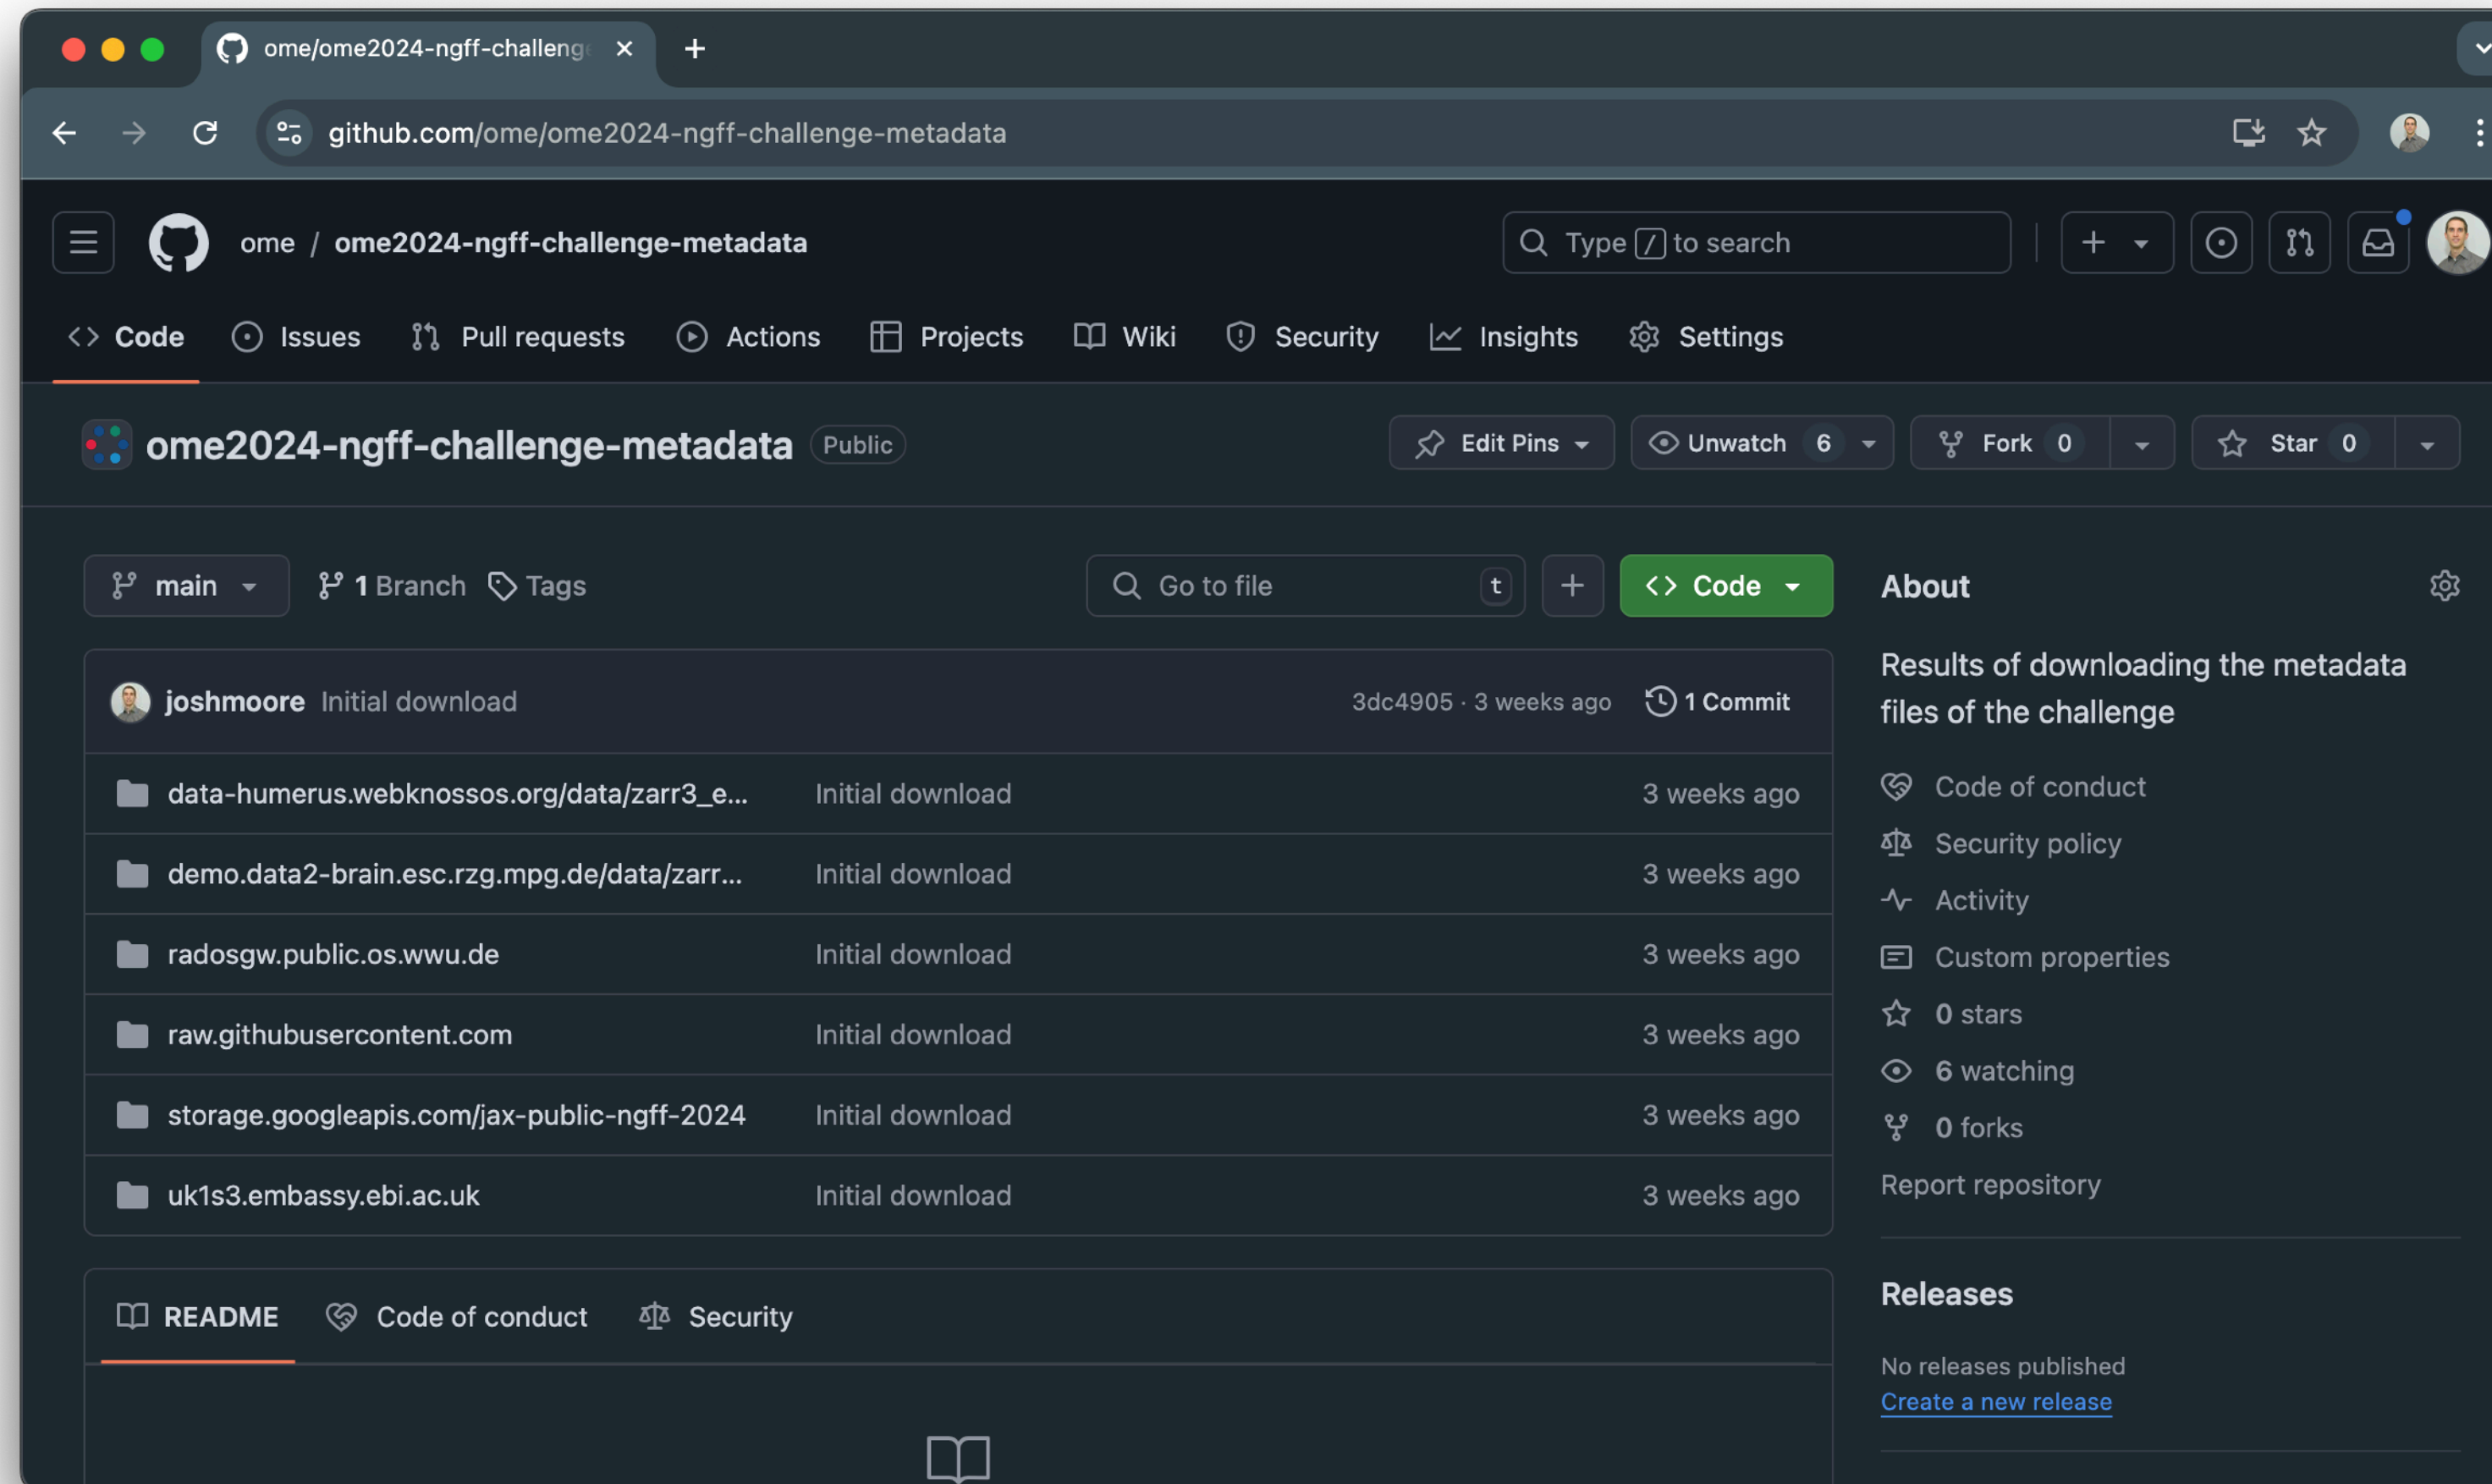 ome/ome2024-ngff-challenge
github.com/ome/ome2024-ngff-challenge-metadata
ome / ome2024-ngff-challenge-metadata
Type / to search
Code Issues Pull requests Actions Projects Wiki Security Insights Settings
ome2024-ngff-challenge-metadata Public
Edit Pins Unwatch 6 Fork 0 Star 0
main 1 Branch Tags
Go to file t
Code
joshmoore Initial download 3dc4905 · 3 weeks ago 1 Commit
data-humerus.webknossos.org/data/zarr3_e... Initial download 3 weeks ago
demo.data2-brain.esc.rzg.mpg.de/data/zarr... Initial download 3 weeks ago
radosgw.public.os.wwu.de Initial download 3 weeks ago
raw.githubusercontent.com Initial download 3 weeks ago
storage.googleapis.com/jax-public-ngff-2024 Initial download 3 weeks ago
uk1s3.embassy.ebi.ac.uk Initial download 3 weeks ago
README Code of conduct Security
About
Results of downloading the metadata
files of the challenge
Code of conduct
Security policy
Activity
Custom properties
0 stars
6 watching
0 forks
Report repository
Releases
No releases published
Create a new release